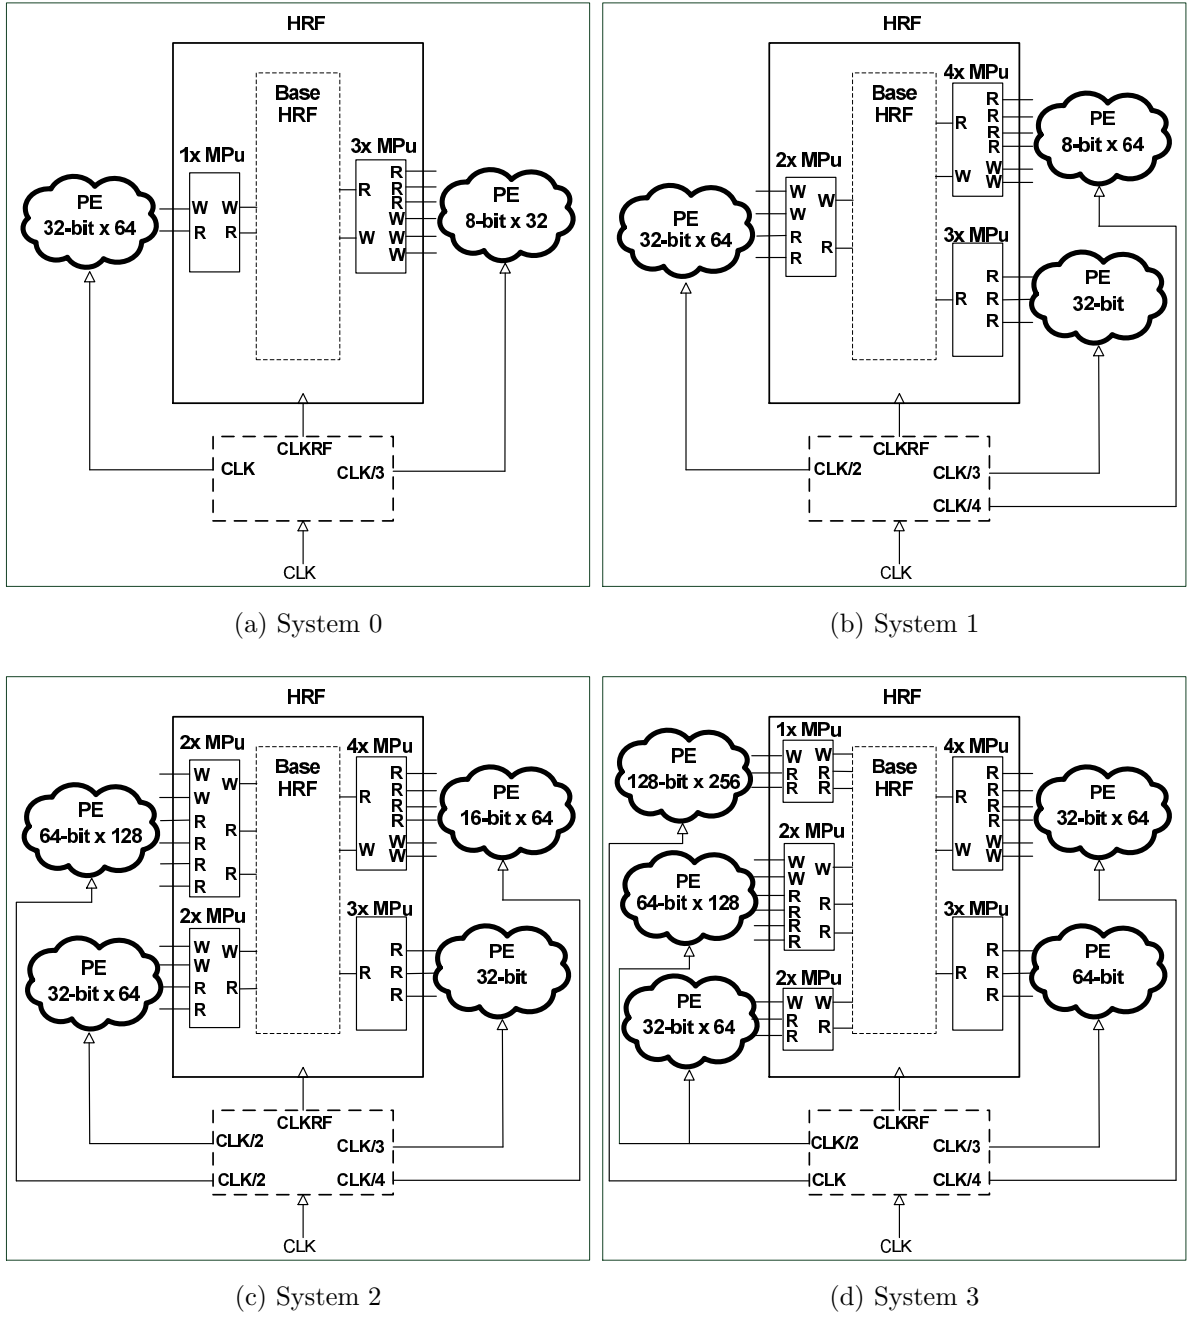 HRF
Base
HRF
1x MPu
3x MPu
PE
32-bit x 64
W W
R R
R
W
R
R
R
W
W
W
PE
8-bit x 32
CLKRF
CLK
CLK/3
CLK
(a) System 0
HRF
Base
HRF
4x MPu
R
W
R
R
R
R
W
W
PE
8-bit x 64
2x MPu
PE
32-bit x 64
W
W
R
R
W
R
3x MPu
R
R
R
R
PE
32-bit
CLKRF
CLK/2
CLK/3
CLK/4
CLK
(b) System 1
HRF
Base
HRF
2x MPu
PE
64-bit x 128
W
W
R
R
R
R
W
R
R
4x MPu
R
W
R
R
R
R
W
W
PE
16-bit x 64
2x MPu
PE
32-bit x 64
W
W
R
R
W
R
3x MPu
R
R
R
R
PE
32-bit
CLKRF
CLK/2
CLK/3
CLK/2
CLK/4
CLK
(c) System 2
HRF
Base
HRF
1x MPu
PE
128-bit x 256
W W
R R
R R
4x MPu
R
W
R
R
R
R
W
W
PE
32-bit x 64
2x MPu
PE
64-bit x 128
W
W
R
R
R
R
W
R
R
2x MPu
PE
32-bit x 64
W W
R
R
R
3x MPu
R
R
R
R
PE
64-bit
CLKRF
CLK/2
CLK/3
CLK
CLK/4
CLK
(d) System 3